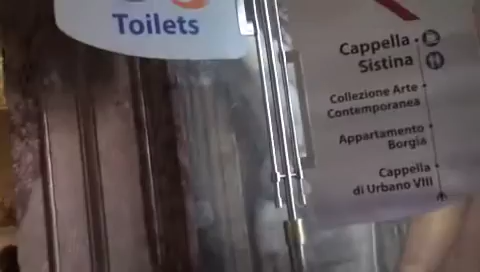 Toilets
Cappella
Sistina
Collezione Arte
Contemporanea
Appartamento
Borgia
Cappella
di Urbano VIII